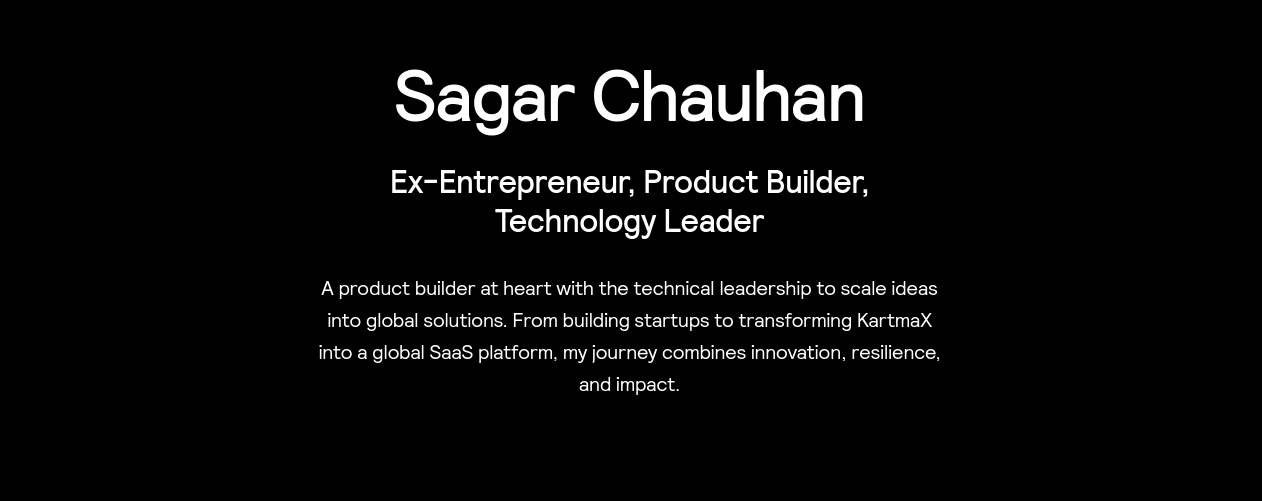 Sagar Chauhan
Ex-Entrepreneur, Product Builder,
Technology Leader
A product builder at heart with the technical leadership to scale ideas
into global solutions. From building startups to transforming KartmaX
into a global SaaS platform, my journey combines innovation, resilience,
and impact.